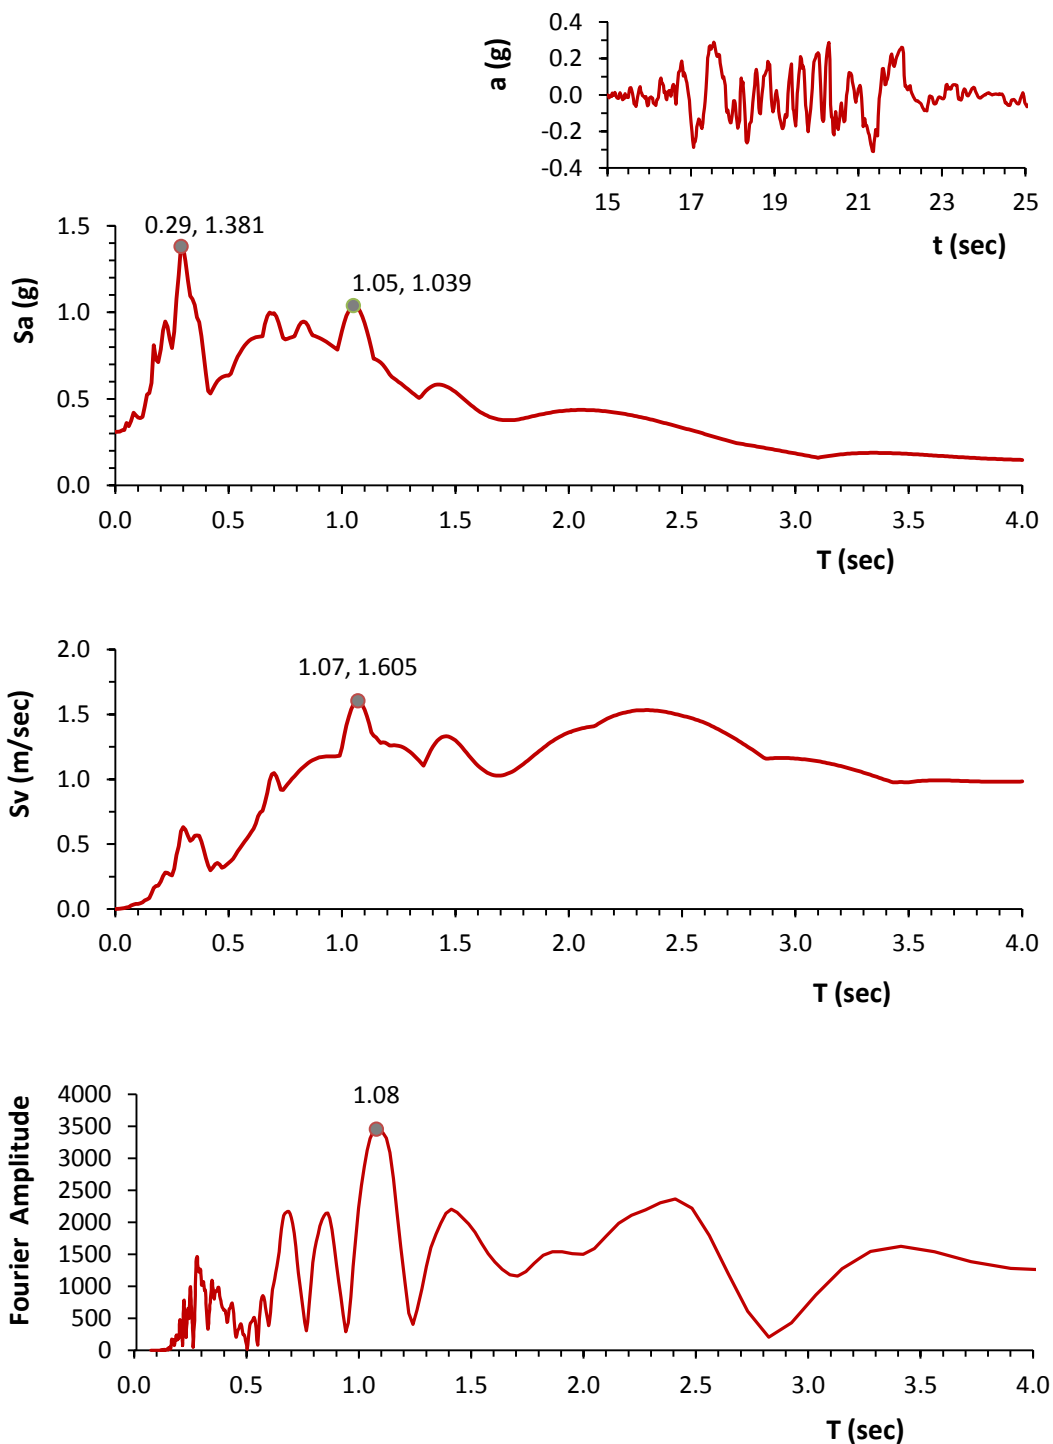 a (g)
0.4
0.2
0.0
-0.2
-0.4
15 17 19 21 23 25
t (sec)
Sa (g)
1.5
1.0
0.5
0.0
0.29, 1.381
1.05, 1.039
0.0 0.5 1.0 1.5 2.0 2.5 3.0 3.5 4.0
T (sec)
Sv (m/sec)
2.0
1.5
1.0
0.5
0.0
1.07, 1.605
0.0 0.5 1.0 1.5 2.0 2.5 3.0 3.5 4.0
T (sec)
Fourier Amplitude
4000
3500
3000
2500
2000
1500
1000
500
0
1.08
0.0 0.5 1.0 1.5 2.0 2.5 3.0 3.5 4.0
T (sec)